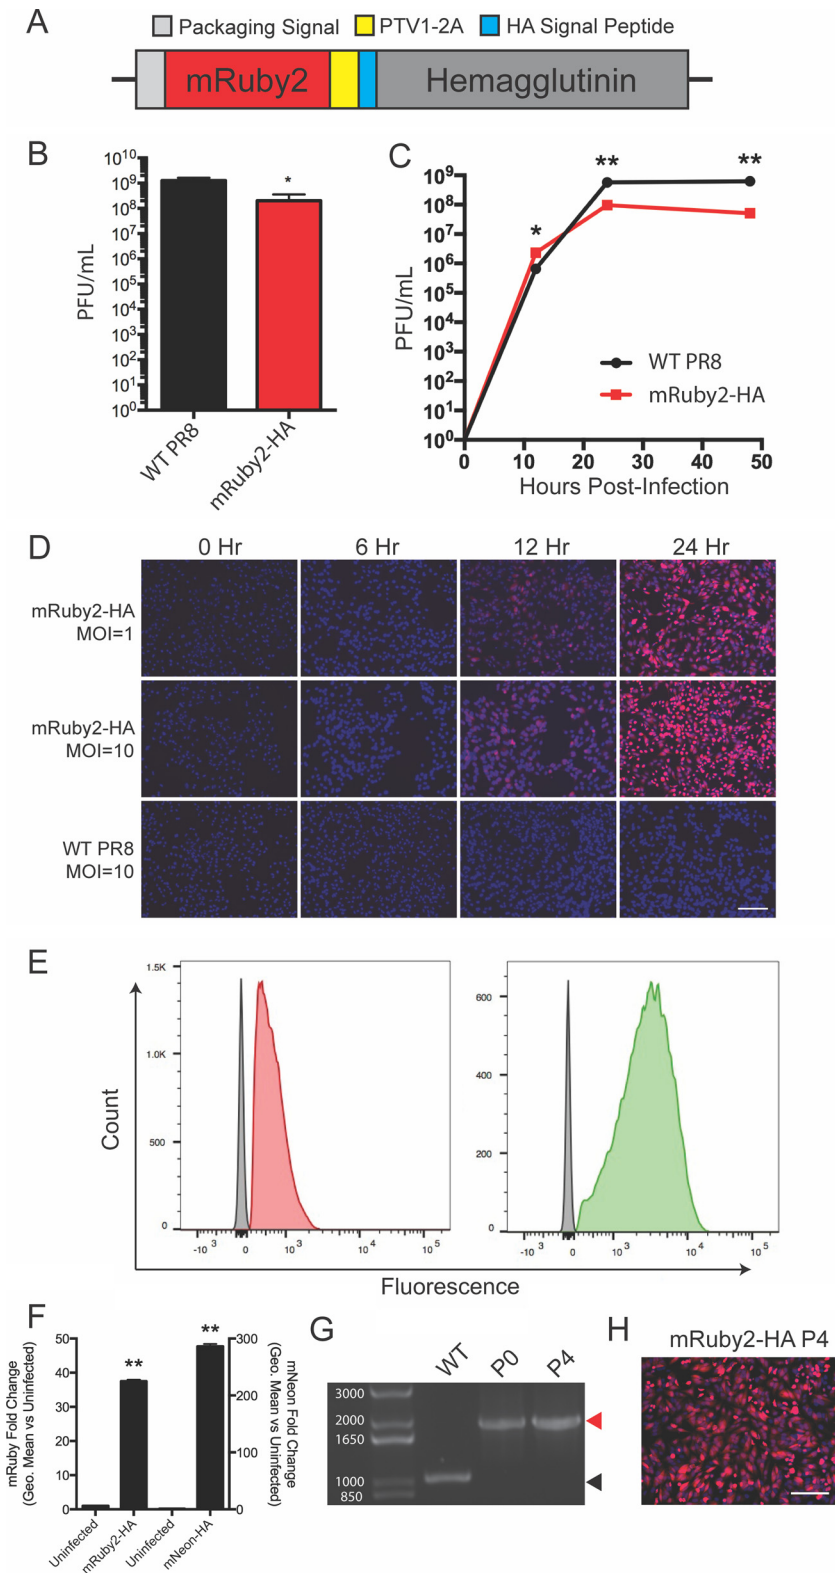 A
Packaging Signal PTV1-2A HA Signal Peptide
mRuby2 Hemagglutinin
B
10^10
10^9
10^8
10^7
10^6
10^5
10^4
10^3
10^2
10^1
10^0
PFU/mL
*
WT PR8
mRuby2-HA
C
10^9
10^8
10^7
10^6
10^5
10^4
10^3
10^2
10^1
10^0
PFU/mL
* ** **
WT PR8
mRuby2-HA
0 10 20 30 40 50
Hours Post-Infection
D
0 Hr 6 Hr 12 Hr 24 Hr
mRuby2-HA
MOI=1
mRuby2-HA
MOI=10
WT PR8
MOI=10
E
Count
1.5K
1.0K
500
0
-10^3 0 10^3 10^4 10^5
600
400
200
0
-10^3 0 10^3 10^4 10^5
Fluorescence
F
mRuby Fold Change
(Geo. Mean vs Uninfected)
50
40
30
20
10
0
** **
300
200
100
0
mNeon Fold Change
(Geo. Mean vs Uninfected)
Uninfected
mRuby2-HA
Uninfected
mNeon-HA
G
WT P0 P4
3000
2000
1650
1000
850
H
mRuby2-HA P4